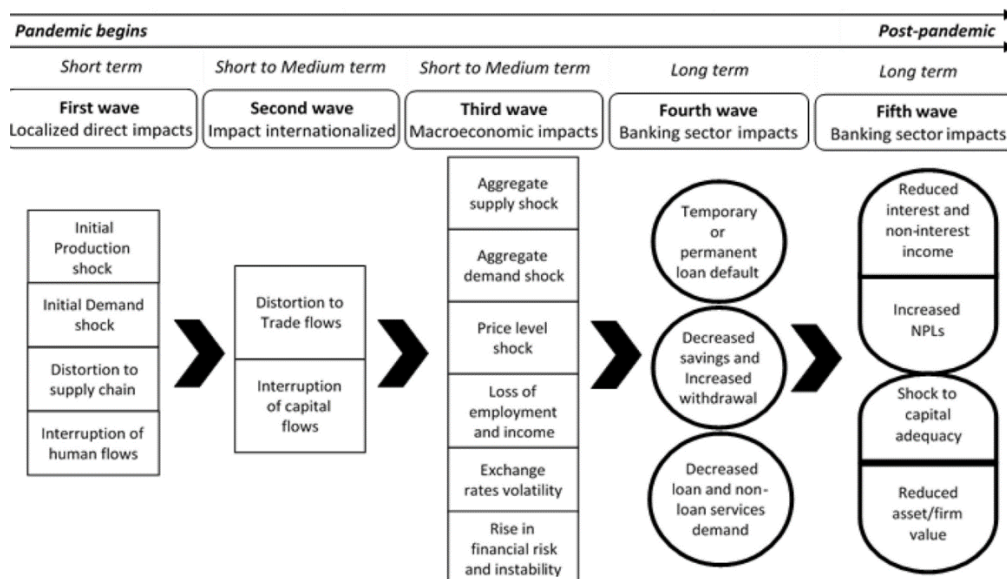 Pandemic begins
Post-pandemic
Short term
Short to Medium term
Short to Medium term
Long term
Long term
First wave
Localized direct impacts
Second wave
Impact internationalized
Third wave
Macroeconomic impacts
Fourth wave
Banking sector impacts
Fifth wave
Banking sector impacts
Initial
Production
shock
Initial Demand
shock
Distortion to
supply chain
Interruption of
human flows
Distortion to
Trade flows
Interruption
of capital
flows
Aggregate
supply shock
Aggregate
demand shock
Price level
shock
Loss of
employment
and income
Exchange
rates volatility
Rise in
financial risk
and instability
Temporary
or
permanent
loan default
Decreased
savings and
Increased
withdrawal
Decreased
loan and non-
loan services
demand
Reduced
interest and
non-interest
income
Increased
NPLs
Shock to
capital
adequacy
Reduced
asset/firm
value